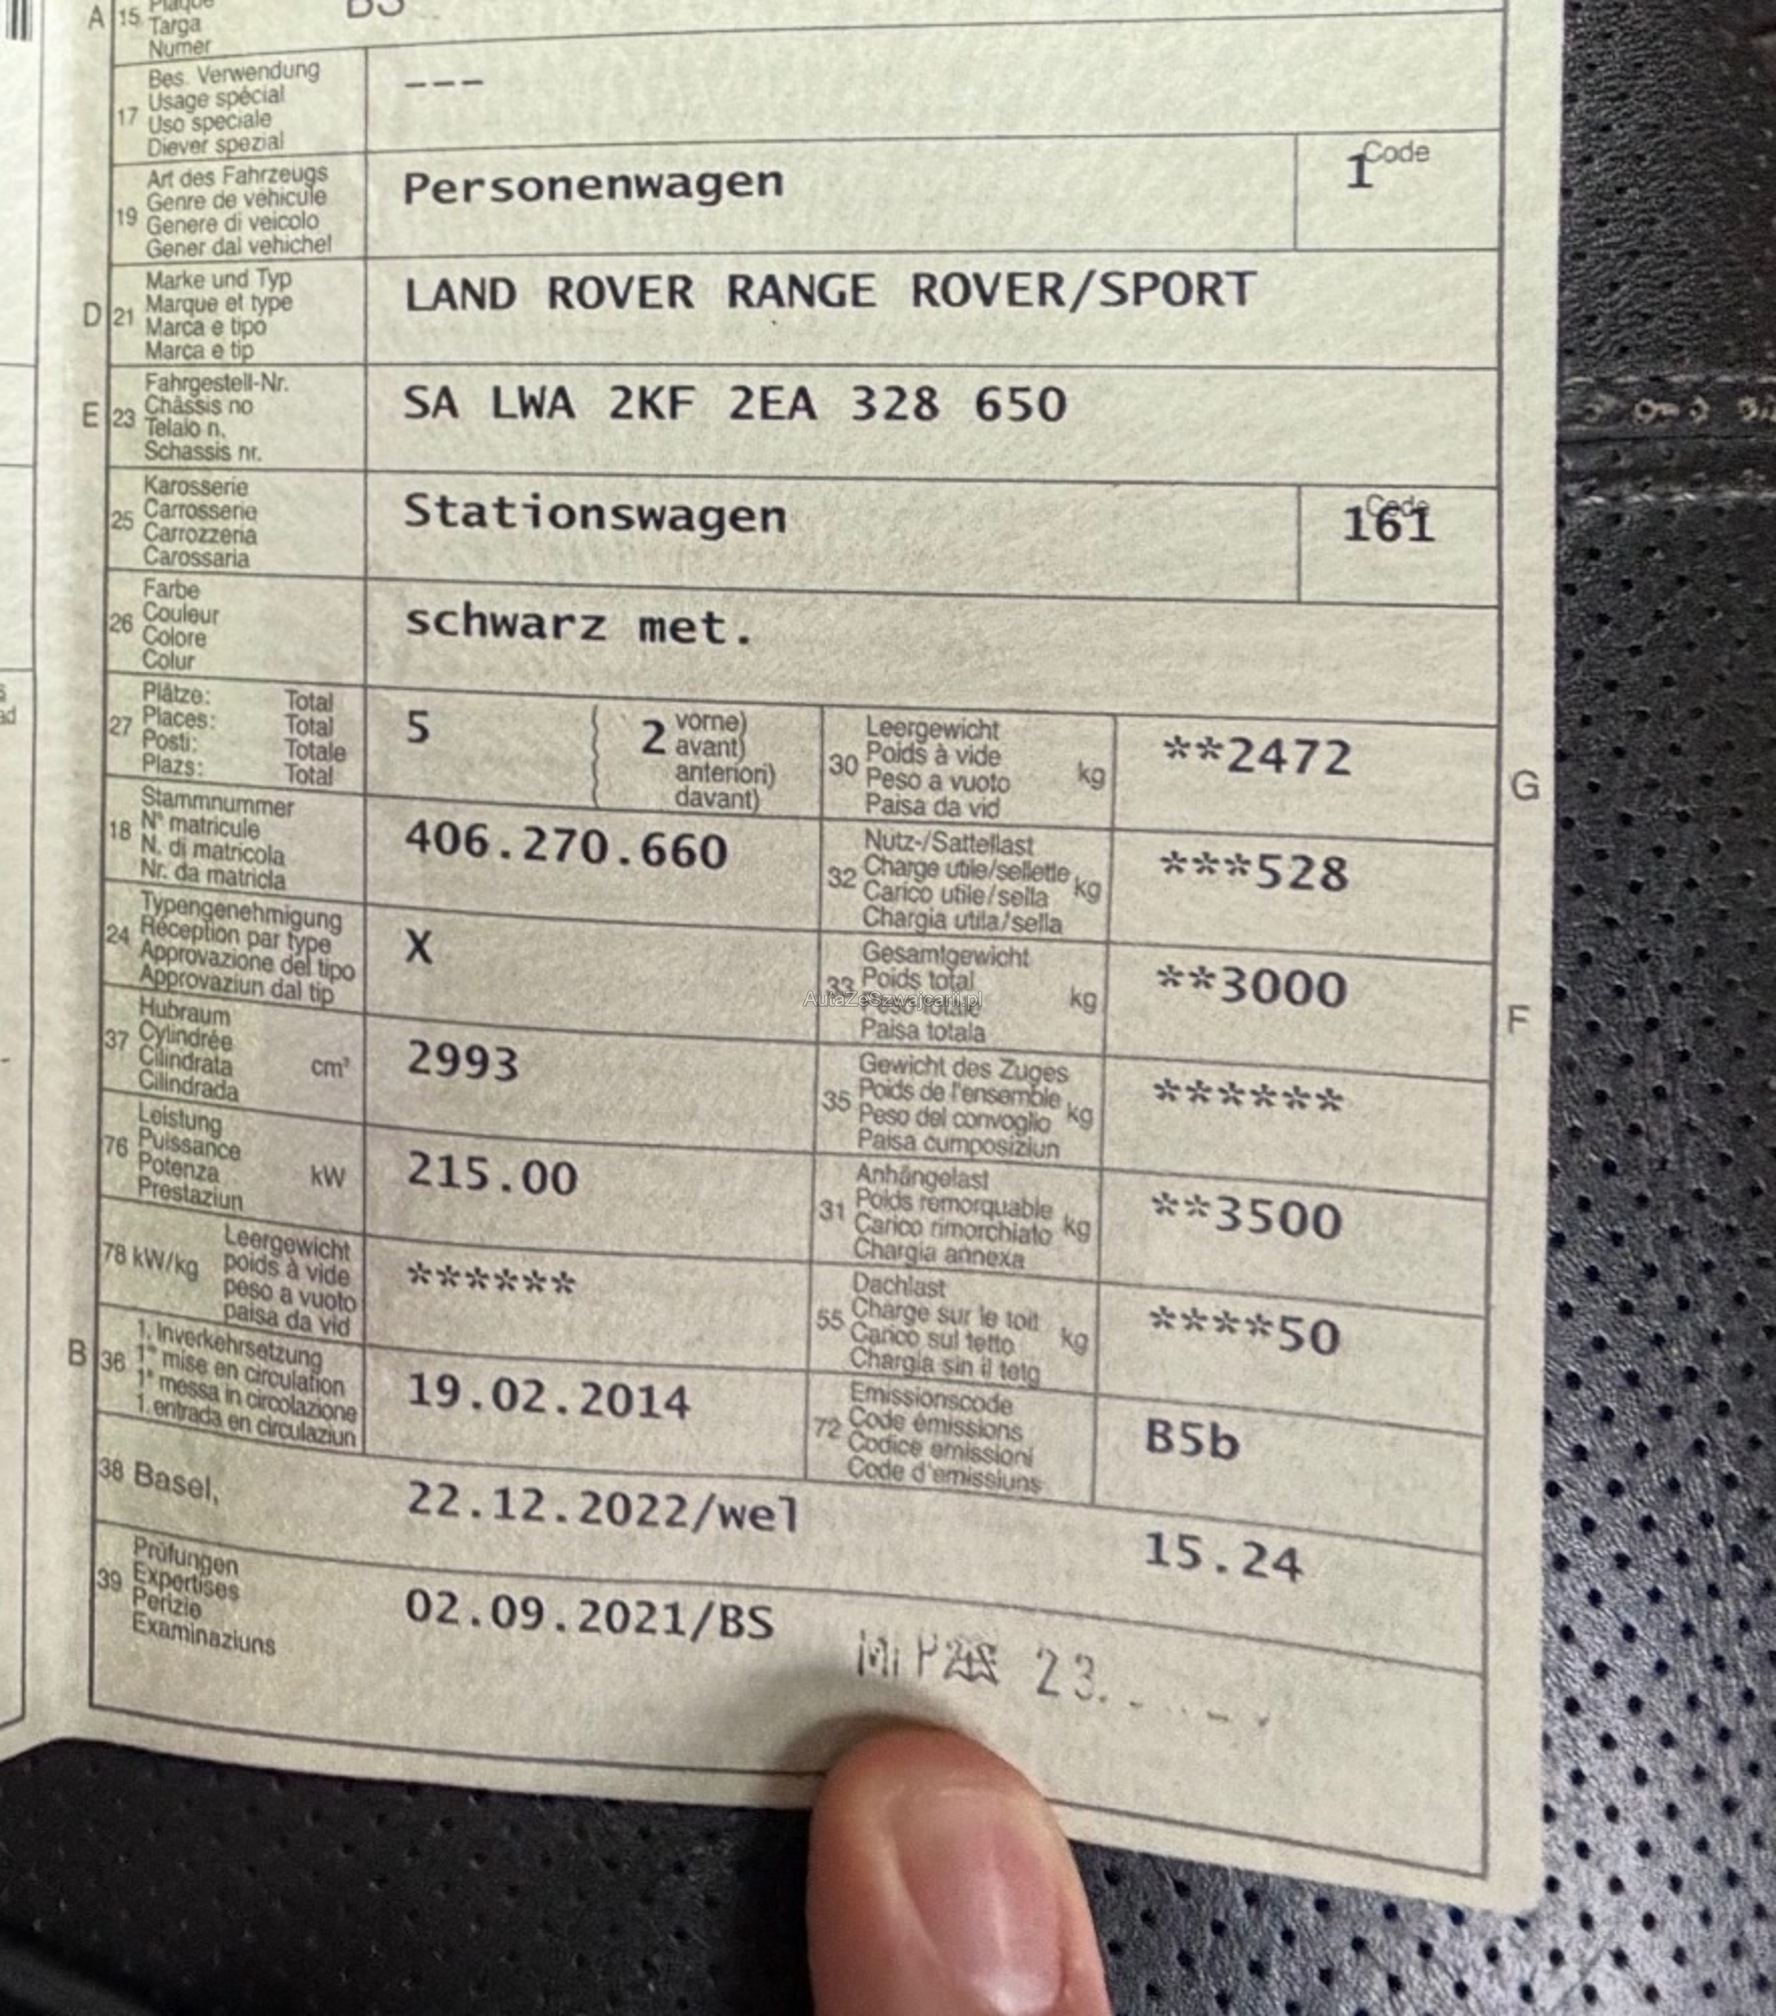 A 15 Plaque
Targa
Numer
BS
17 Bes. Verwendung
Usage spécial
Uso speciale
Diever spezial
---
19 Art des Fahrzeugs
Genre de véhicule
Genere di veicolo
Gener dal vehichel
Personenwagen
Code
1
D 21 Marke und Typ
Marque et type
Marca e tipo
Marca e tip
LAND ROVER RANGE ROVER/SPORT
E 23 Fahrgestell-Nr.
Châssis no
Telaio n.
Schassis nr.
SA LWA 2KF 2EA 328 650
25 Karosserie
Carrosserie
Carrozzeria
Carossaria
Stationswagen
Code
161
26 Farbe
Couleur
Colore
Colur
schwarz met.
27 Plätze: Total
Places: Total
Posti: Totale
Plazs: Total
5
2 vorne)
avant)
anteriori)
davant)
30 Leergewicht
Poids à vide
Peso a vuoto kg
Paisa da vid
**2472
G
18 Stammnummer
N° matricule
N. di matricola
Nr. da matricla
406.270.660
32 Nutz-/Sattellast
Charge utile/sellette
Carico utile/sella kg
Chargia utila/sella
***528
24 Typengenehmigung
Réception par type
Approvazione del tipo
Approvaziun dal tip
X
33 Gesamtgewicht
Poids total
Peso totale kg
Paisa totala
**3000
F
AutaZeSzwajcarii.pl
37 Hubraum
Cylindrée
Cilindrata cm³
Cilindrada
2993
35 Gewicht des Zuges
Poids de l'ensemble
Peso del convoglio kg
Paisa cumposiziun
******
76 Leistung
Puissance
Potenza kW
Prestaziun
215.00
31 Anhängelast
Poids remorquable
Carico rimorchiato kg
Chargia annexa
**3500
78 kW/kg Leergewicht
poids à vide
peso a vuoto
paisa da vid
******
55 Dachlast
Charge sur le toit
Carico sul tetto kg
Chargia sin il tetg
****50
B 36 1. Inverkehrsetzung
1re mise en circulation
1a messa in circolazione
1. entrada en circulaziun
19.02.2014
72 Emissionscode
Code émissions
Codice emissioni
Code d'emissiuns
B5b
38 Basel,
22.12.2022/wel
15.24
39 Prüfungen
Expertises
Perizie
Examinaziuns
02.09.2021/BS
23.